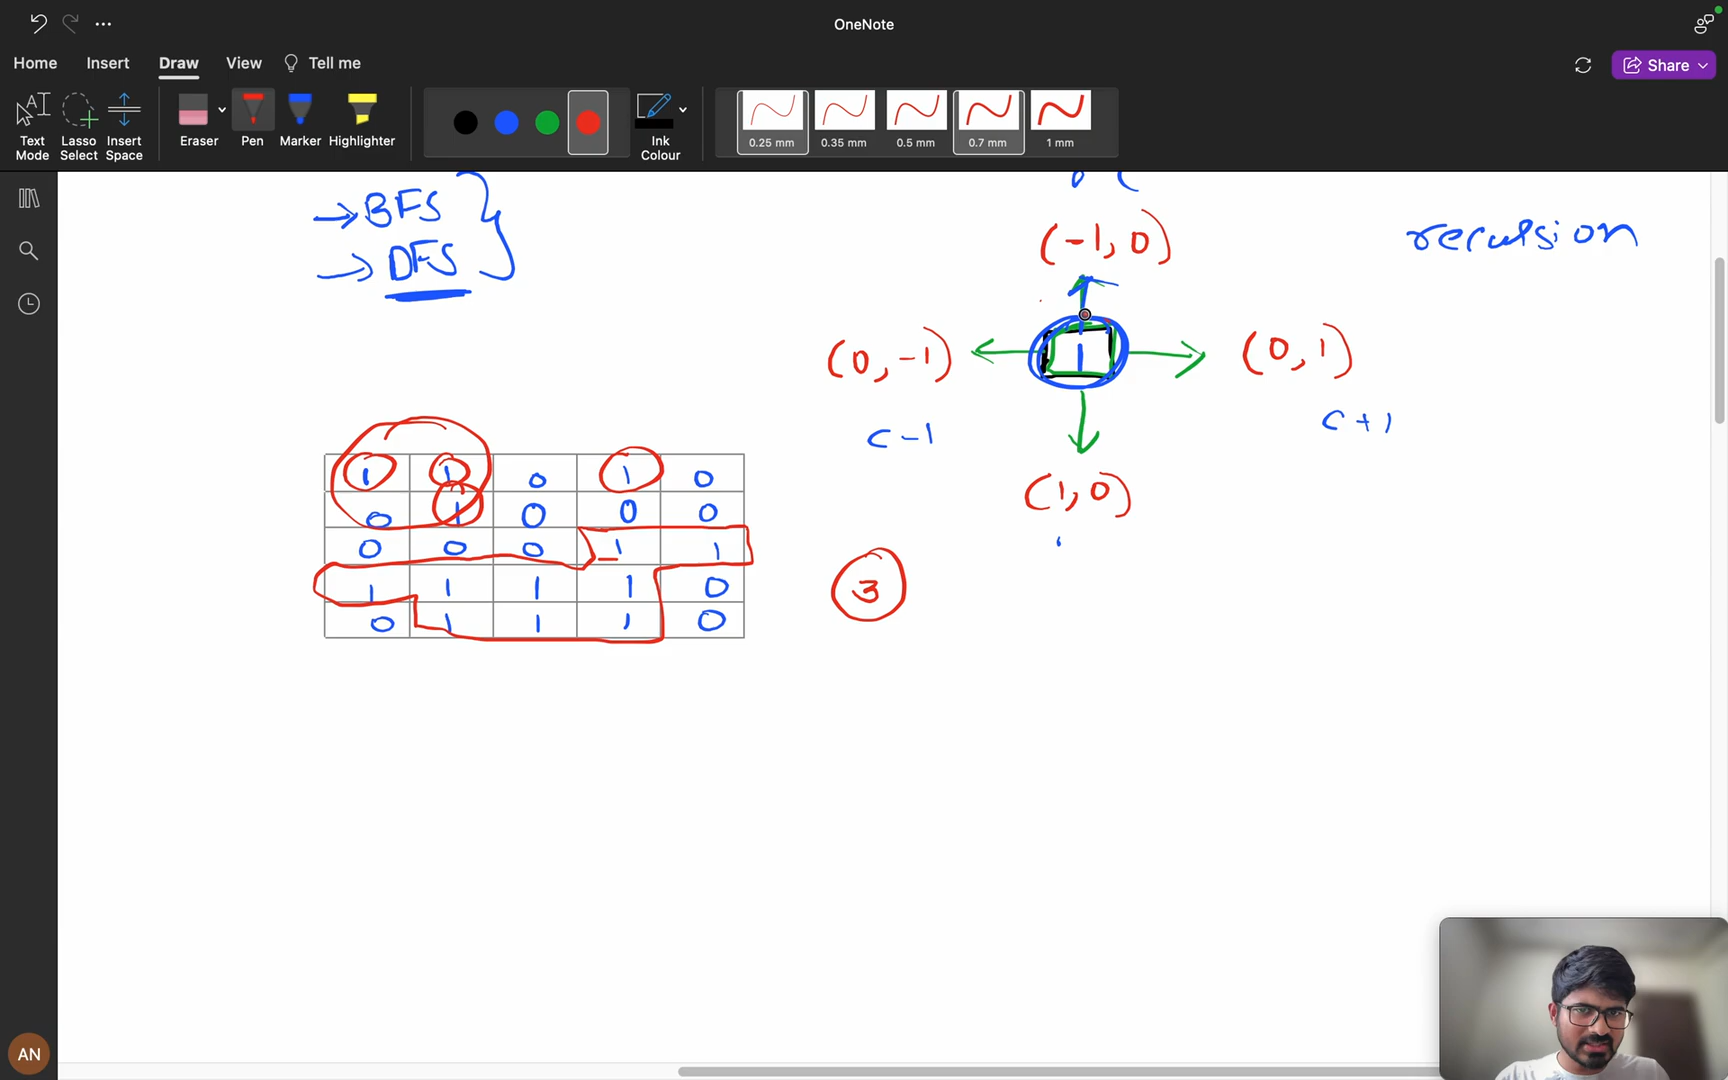 OneNote
Home Insert Draw View Tell me
Share
Text Mode
Lasso Select
Insert Space
Eraser
Pen
Marker
Highlighter
Ink Colour
0.25 mm
0.35 mm
0.5 mm
0.7 mm
1 mm
→ BFS
→ DFS
recursion
(-1, 0)
(0, -1)
1
(0, 1)
c-1
c+1
(1, 0)
1 1 0 1 0
0 1 0 0 0
0 0 0 1 1
1 1 1 1 0
0 1 1 1 0
3
AN